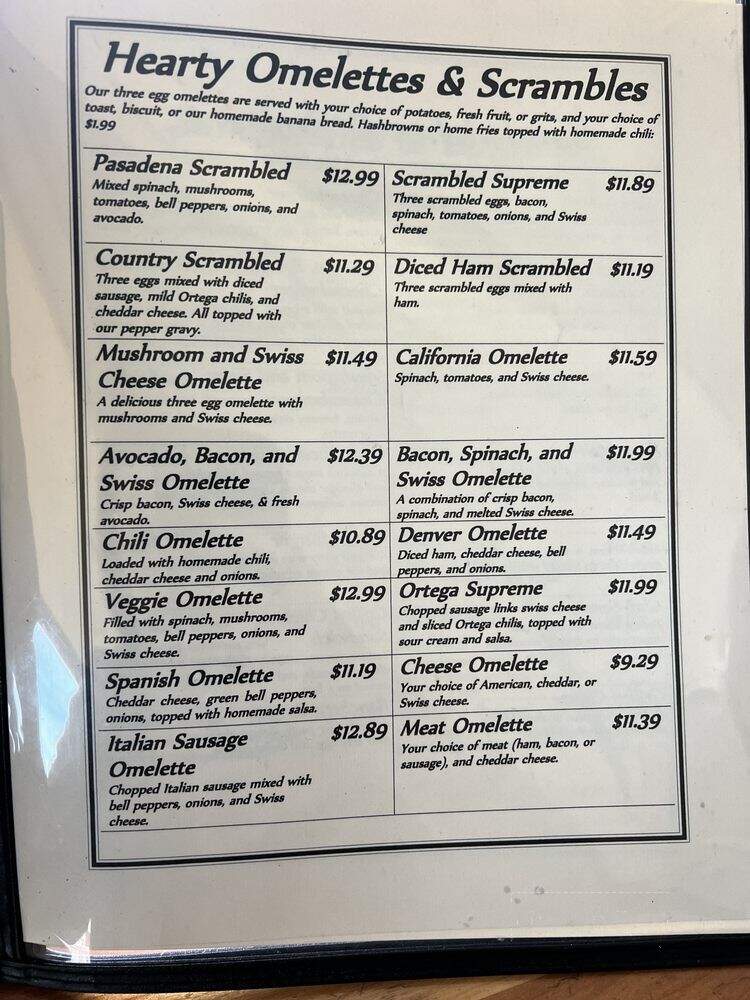 Hearty Omelettes & Scrambles
Our three egg omelettes are served with your choice of potatoes, fresh fruit, or grits, and your choice of
toast, biscuit, or our homemade banana bread. Hashbrowns or home fries topped with homemade chili:
$1.99
Pasadena Scrambled $12.99
Mixed spinach, mushrooms,
tomatoes, bell peppers, onions, and
avocado.
Scrambled Supreme $11.89
Three scrambled eggs, bacon,
spinach, tomatoes, onions, and Swiss
cheese
Country Scrambled $11.29
Three eggs mixed with diced
sausage, mild Ortega chilis, and
cheddar cheese. All topped with
our pepper gravy.
Diced Ham Scrambled $11.19
Three scrambled eggs mixed with
ham.
Mushroom and Swiss $11.49
Cheese Omelette
A delicious three egg omelette with
mushrooms and Swiss cheese.
California Omelette $11.59
Spinach, tomatoes, and Swiss cheese.
Avocado, Bacon, and $12.39
Swiss Omelette
Crisp bacon, Swiss cheese, & fresh
avocado.
Bacon, Spinach, and $11.99
Swiss Omelette
A combination of crisp bacon,
spinach, and melted Swiss cheese.
Chili Omelette $10.89
Loaded with homemade chili,
cheddar cheese and onions.
Denver Omelette $11.49
Diced ham, cheddar cheese, bell
peppers, and onions.
Veggie Omelette $12.99
Filled with spinach, mushrooms,
tomatoes, bell peppers, onions, and
Swiss cheese.
Ortega Supreme $11.99
Chopped sausage links swiss cheese
and sliced Ortega chilis, topped with
sour cream and salsa.
Spanish Omelette $11.19
Cheddar cheese, green bell peppers,
onions, topped with homemade salsa.
Cheese Omelette $9.29
Your choice of American, cheddar, or
Swiss cheese.
Italian Sausage $12.89
Omelette
Chopped Italian sausage mixed with
bell peppers, onions, and Swiss
cheese.
Meat Omelette $11.39
Your choice of meat (ham, bacon, or
sausage), and cheddar cheese.